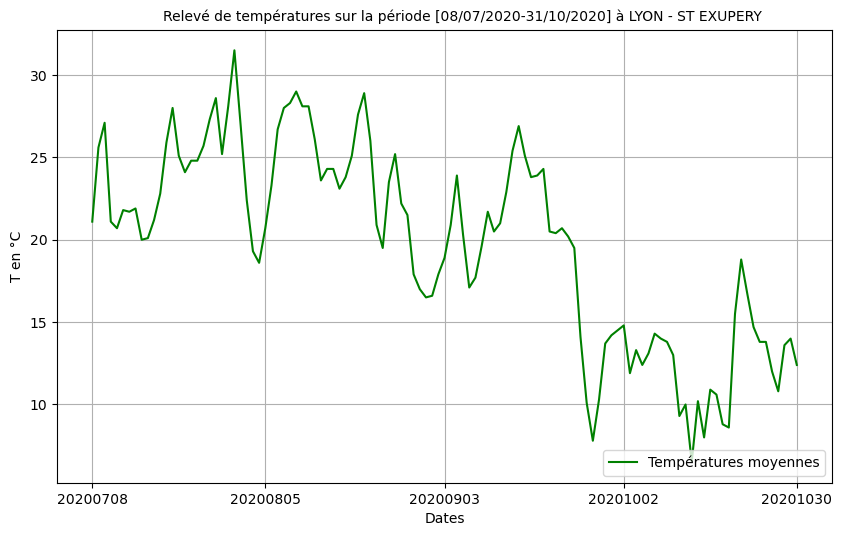 Relevé de températures sur la période [08/07/2020-31/10/2020] à LYON - ST EXUPERY
T en °C
30
25
20
15
10
Températures moyennes
20200708 20200805 20200903 20201002 20201030
Dates